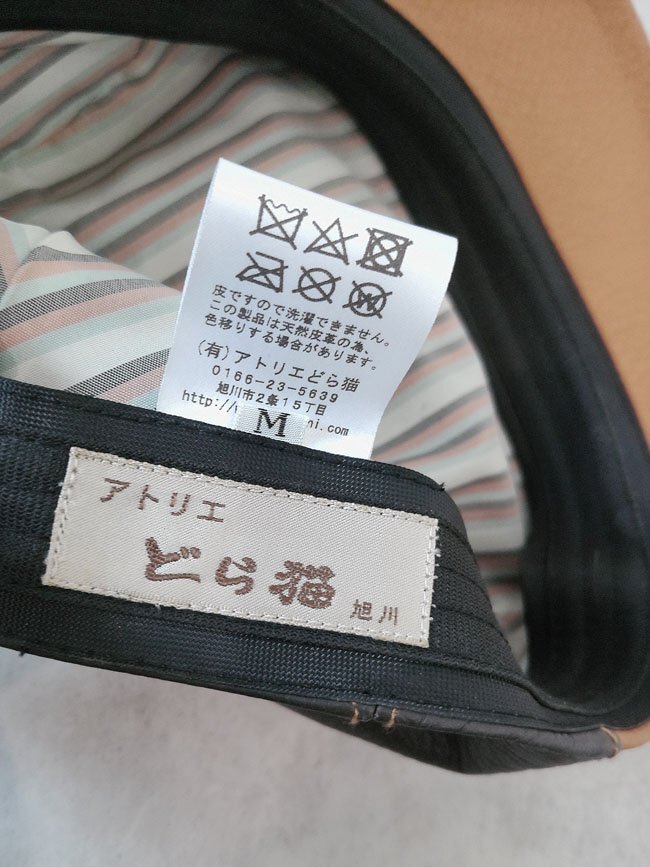 皮ですので洗濯できません。
この製品は天然皮革の為、
色移りする場合があります。
(有)アトリエどら猫
0166-23-5639
旭川市2条15丁目
http://
ni.com
M
アトリエ
どら猫
旭川